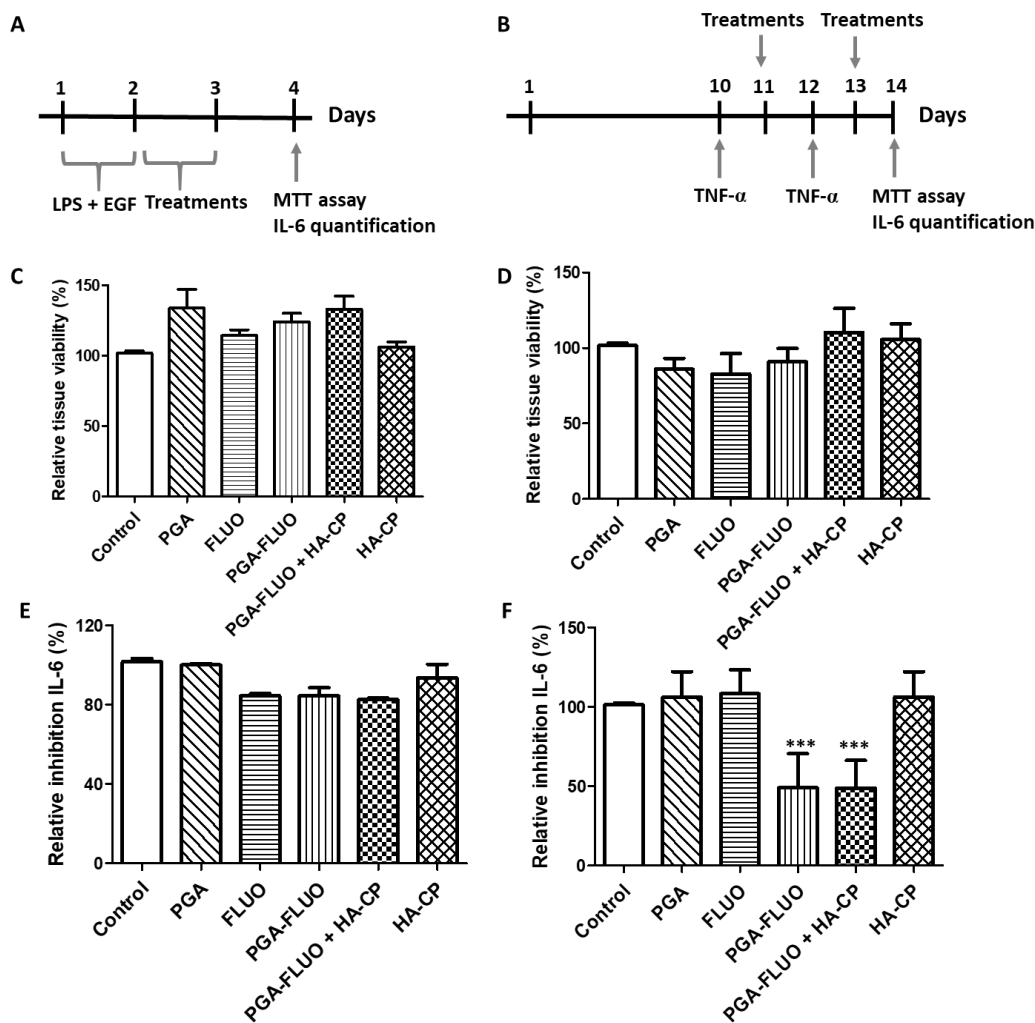 A
1 2 3 4 Days
LPS + EGF Treatments MTT assay
IL-6 quantification
B
Treatments Treatments
1 10 11 12 13 14 Days
TNF-α TNF-α MTT assay
IL-6 quantification
C
Relative tissue viability (%)
150
100
50
0
Control PGA FLUO PGA-FLUO PGA-FLUO + HA-CP HA-CP
D
Relative tissue viability (%)
150
100
50
0
Control PGA FLUO PGA-FLUO PGA-FLUO + HA-CP HA-CP
E
Relative inhibition IL-6 (%)
120
80
40
0
Control PGA FLUO PGA-FLUO PGA-FLUO + HA-CP HA-CP
F
Relative inhibition IL-6 (%)
150
100
50
0
*** ***
Control PGA FLUO PGA-FLUO PGA-FLUO + HA-CP HA-CP